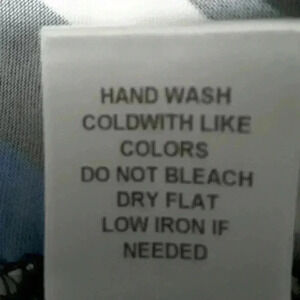 HAND WASH
COLDWITH LIKE
COLORS
DO NOT BLEACH
DRY FLAT
LOW IRON IF
NEEDED